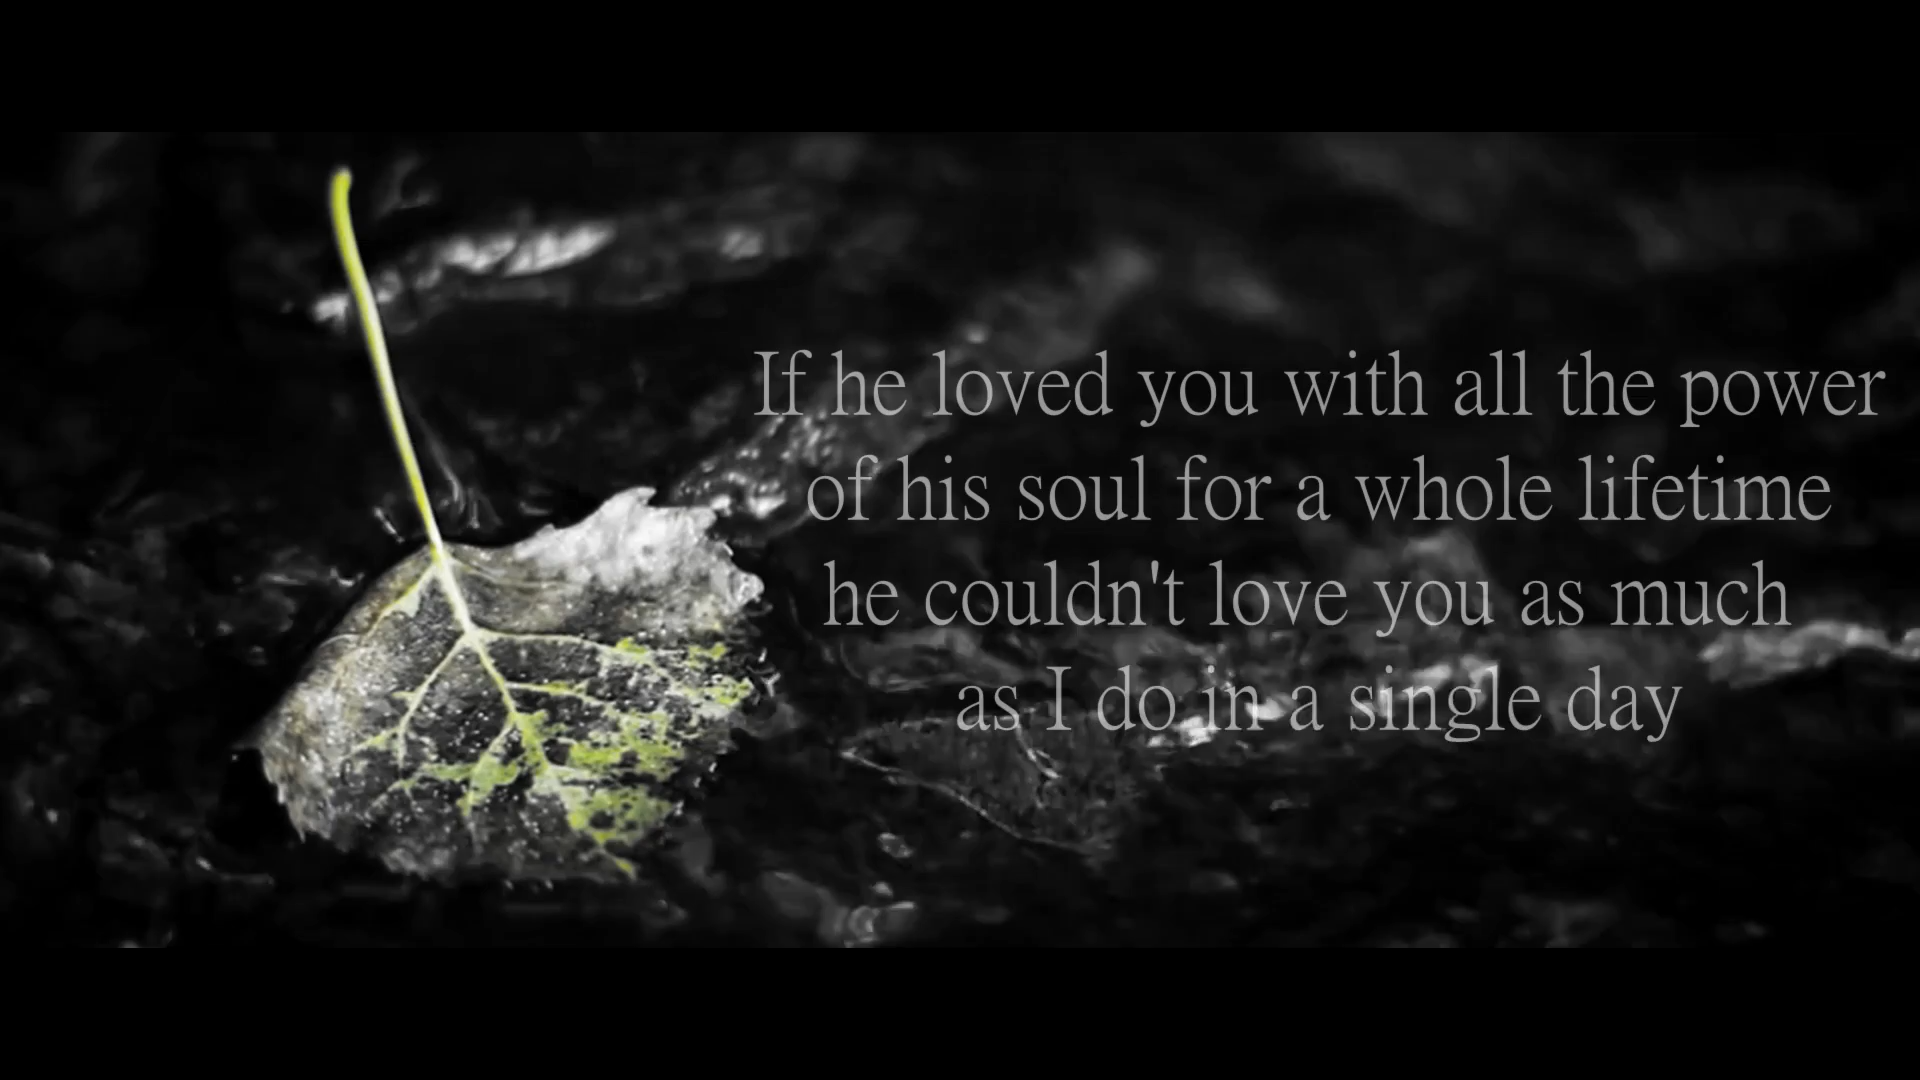 If he loved you with all the power
of his soul for a whole lifetime
he couldn't love you as much
as I do in a single day